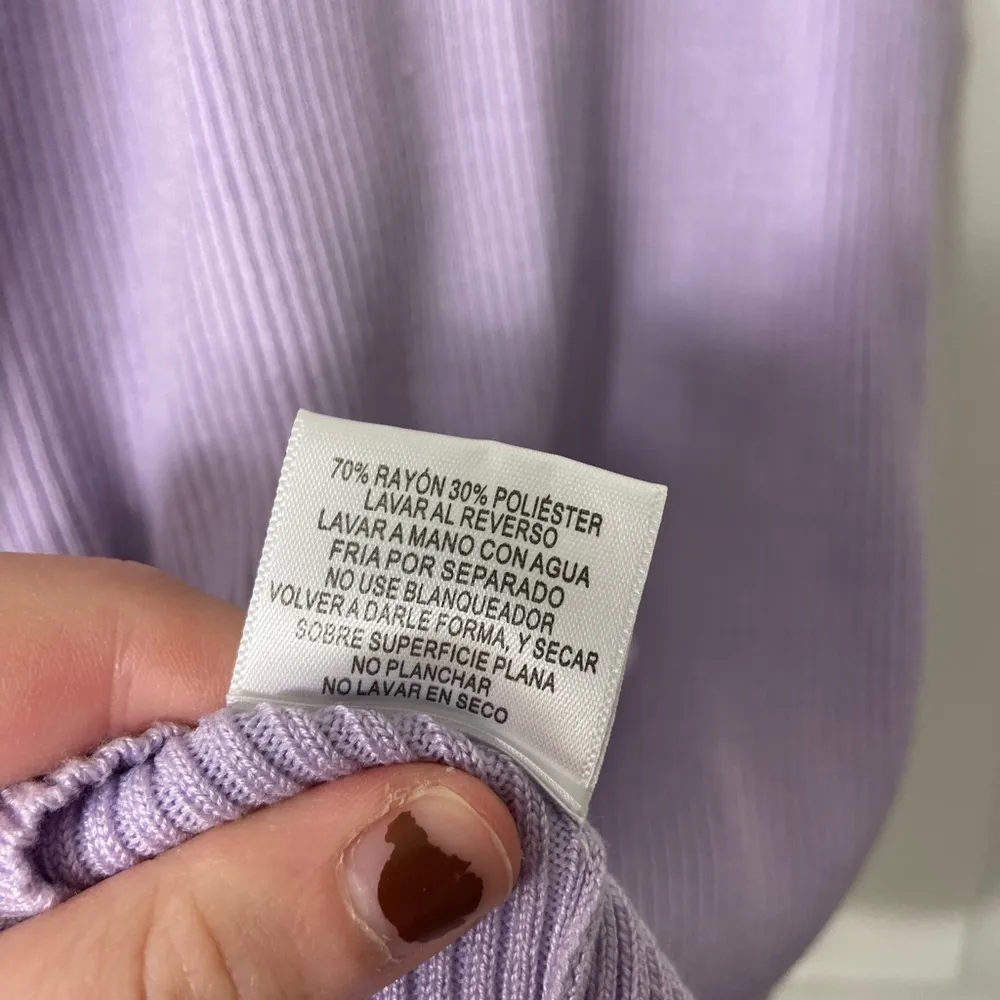 70% RAYÓN 30% POLIÉSTER
LAVAR AL REVERSO
LAVAR A MANO CON AGUA
FRIA POR SEPARADO
NO USE BLANQUEADOR
VOLVER A DARLE FORMA, Y SECAR
SOBRE SUPERFICIE PLANA
NO PLANCHAR
NO LAVAR EN SECO